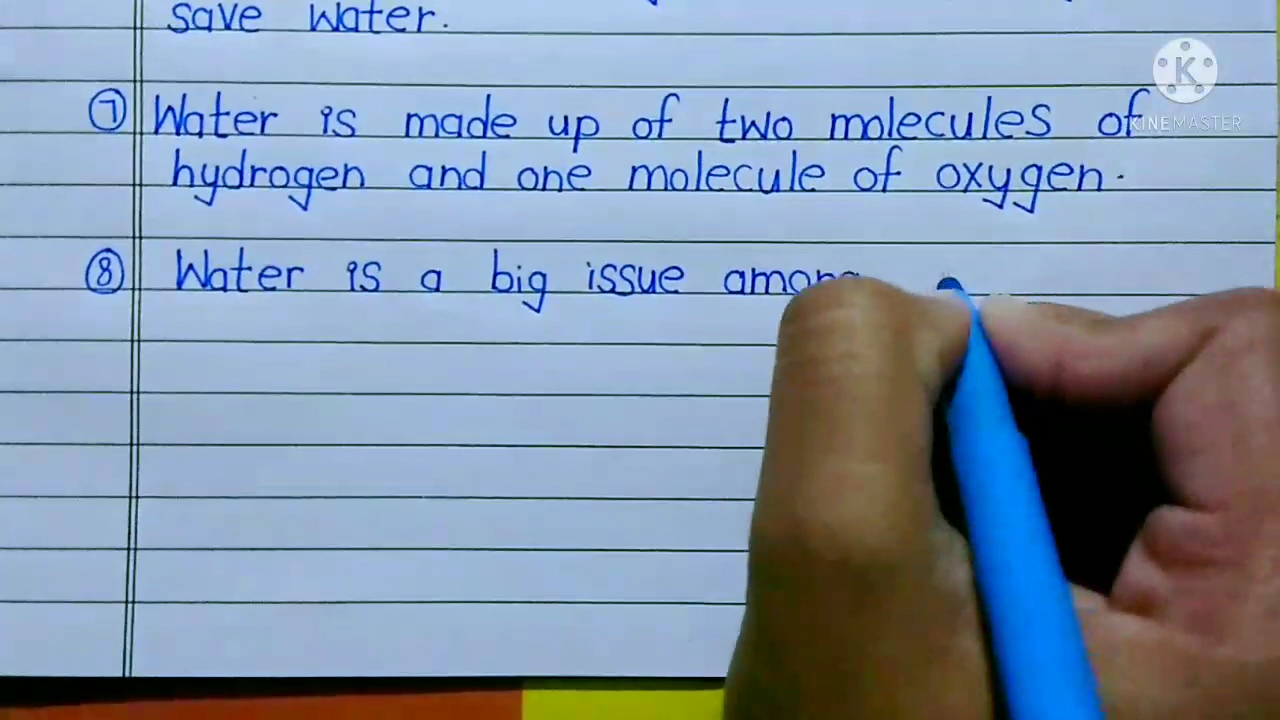 save water.
⑦ Water is made up of two molecules of
KINEMASTER
hydrogen and one molecule of oxygen.
⑧ Water is a big issue among